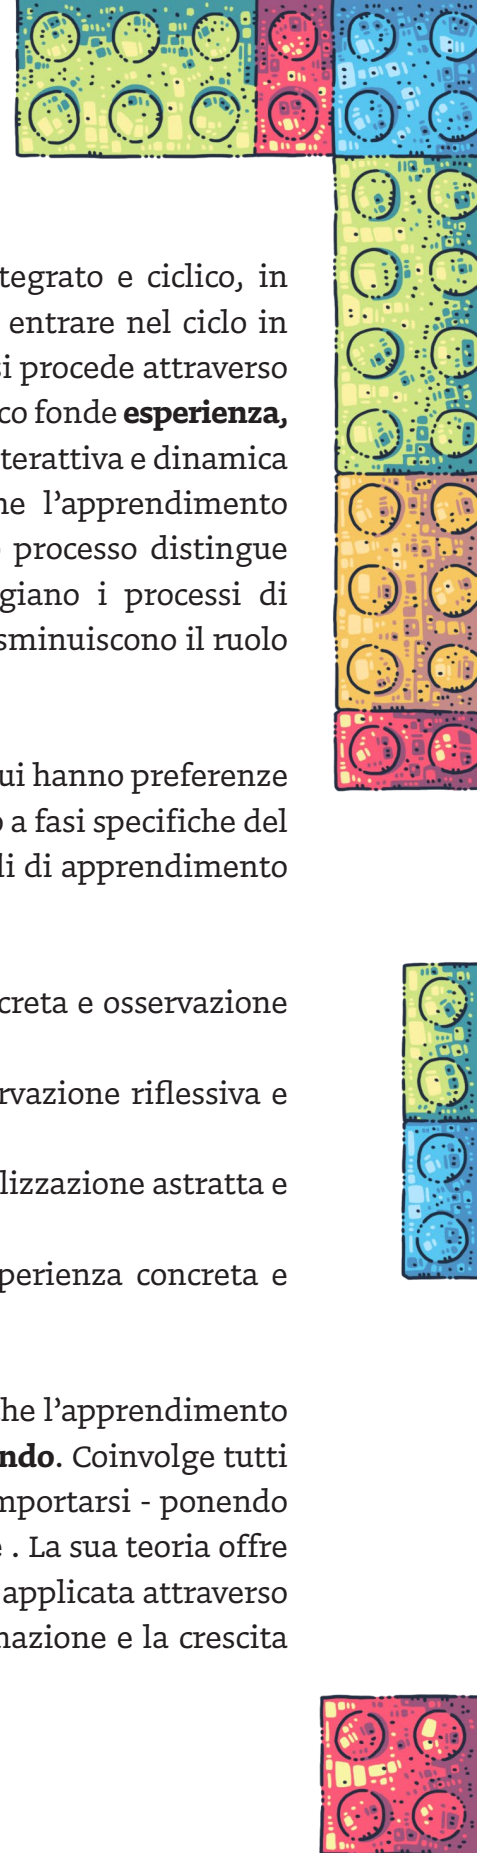 tegrato e ciclico, in
entrare nel ciclo in
si procede attraverso
co fonde esperienza,
terattiva e dinamica
ne l’apprendimento
processo distingue
giano i processi di
sminuiscono il ruolo
ui hanno preferenze
o a fasi specifiche del
li di apprendimento
creta e osservazione
rvazione riflessiva e
lizzazione astratta e
perienza concreta e
he l’apprendimento
ndo. Coinvolge tutti
mportarsi - ponendo
e . La sua teoria offre
applicata attraverso
mazione e la crescita